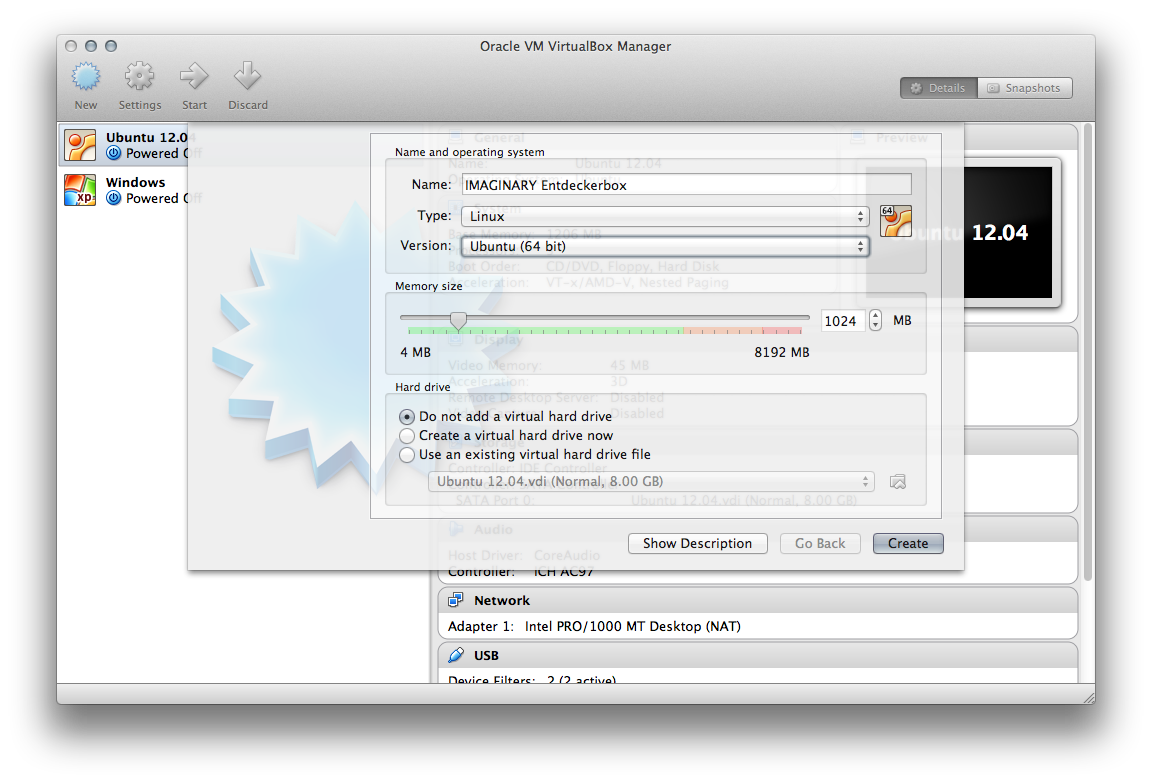 Oracle VM VirtualBox Manager
New Settings Start Discard
Details Snapshots
Ubuntu 12.04
Powered Off
Windows
Powered Off
xp
General
Name: Ubuntu 12.04
Preview
Ubuntu 12.04
Name and operating system
Name: IMAGINARY Entdeckerbox
Type: Linux
64
Version: Ubuntu (64 bit)
System
Base Memory: 1206 MB
Boot Order: CD/DVD, Floppy, Hard Disk
Acceleration: VT-x/AMD-V, Nested Paging
Memory size
1024 MB
4 MB 8192 MB
Display
Video Memory: 45 MB
Acceleration: 3D
Remote Desktop Server: Disabled
Disabled
Hard drive
Do not add a virtual hard drive
Create a virtual hard drive now
Use an existing virtual hard drive file
Ubuntu 12.04.vdi (Normal, 8.00 GB)
Controller: IDE Controller
SATA Port 0: Ubuntu 12.04.vdi (Normal, 8.00 GB)
Show Description Go Back Create
Audio
Host Driver: CoreAudio
Controller: ICH AC97
Network
Adapter 1: Intel PRO/1000 MT Desktop (NAT)
USB
Device Filters: 2 (2 active)